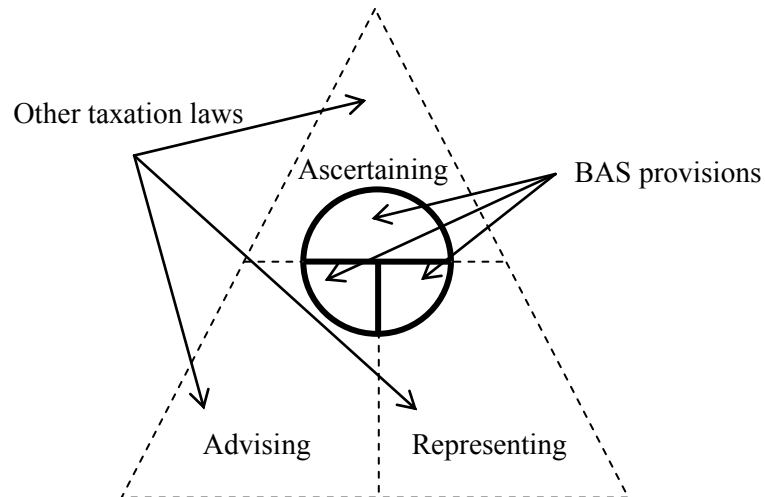 Other taxation laws
Ascertaining
BAS provisions
Advising
Representing